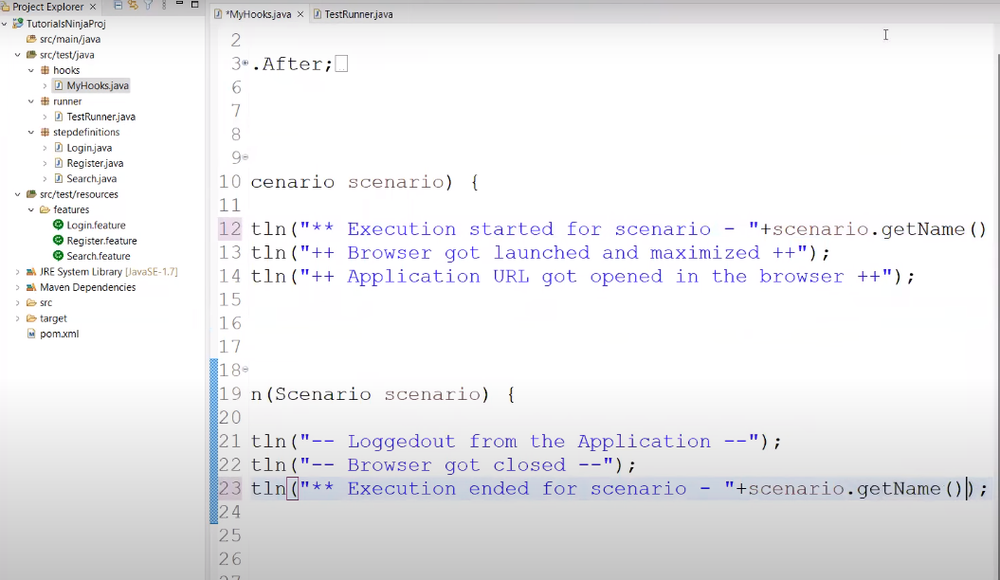 Project Explorer
TutorialsNinjaProj
src/main/java
src/test/java
hooks
MyHooks.java
runner
TestRunner.java
stepdefinitions
Login.java
Register.java
Search.java
src/test/resources
features
Login.feature
Register.feature
Search.feature
JRE System Library [JavaSE-1.7]
Maven Dependencies
src
target
pom.xml
*MyHooks.java
TestRunner.java
2
3 .After;
6
7
8
9
10 cenario scenario) {
11
12 tln("** Execution started for scenario - "+scenario.getName()
13 tln("++ Browser got launched and maximized ++");
14 tln("++ Application URL got opened in the browser ++");
15
16
17
18
19 n(Scenario scenario) {
20
21 tln("-- Loggedout from the Application --");
22 tln("-- Browser got closed --");
23 tln("** Execution ended for scenario - "+scenario.getName());
24
25
26
27